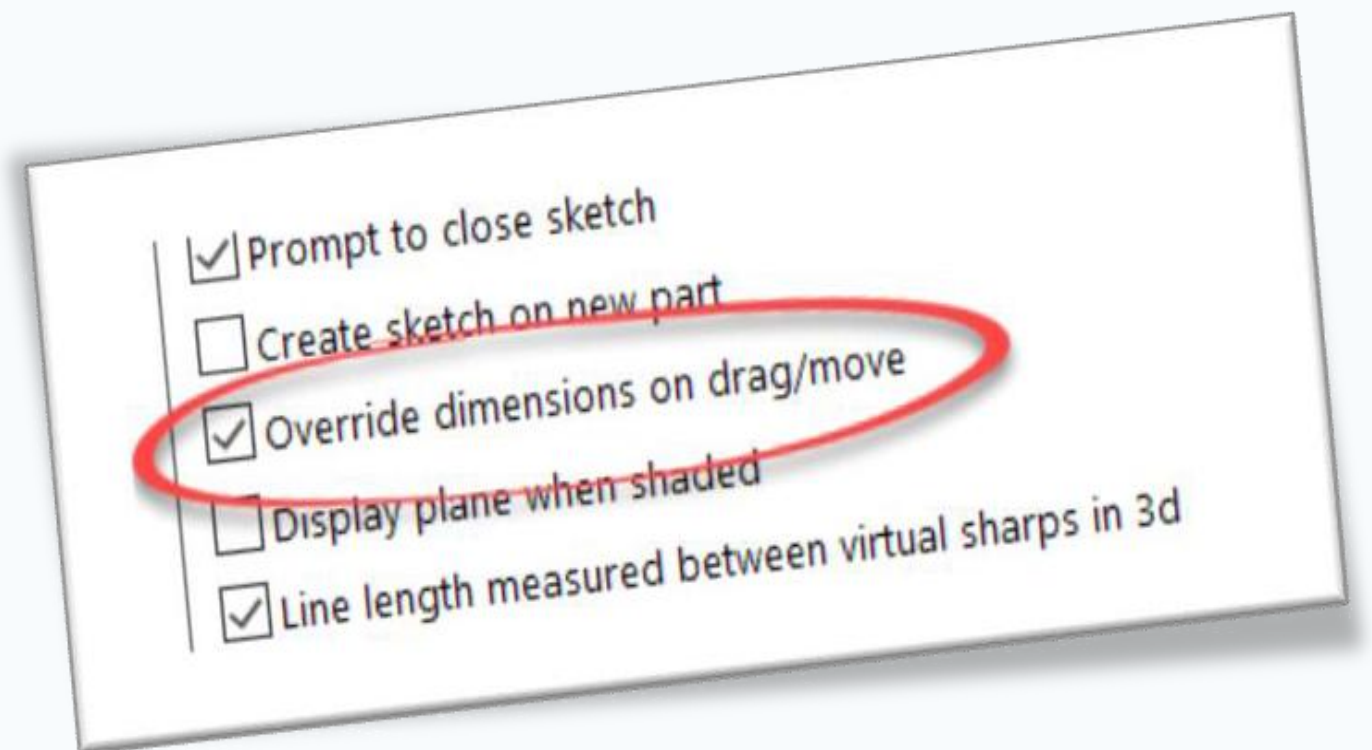 Prompt to close sketch
Create sketch on new part
Override dimensions on drag/move
Display plane when shaded
Line length measured between virtual sharps in 3d